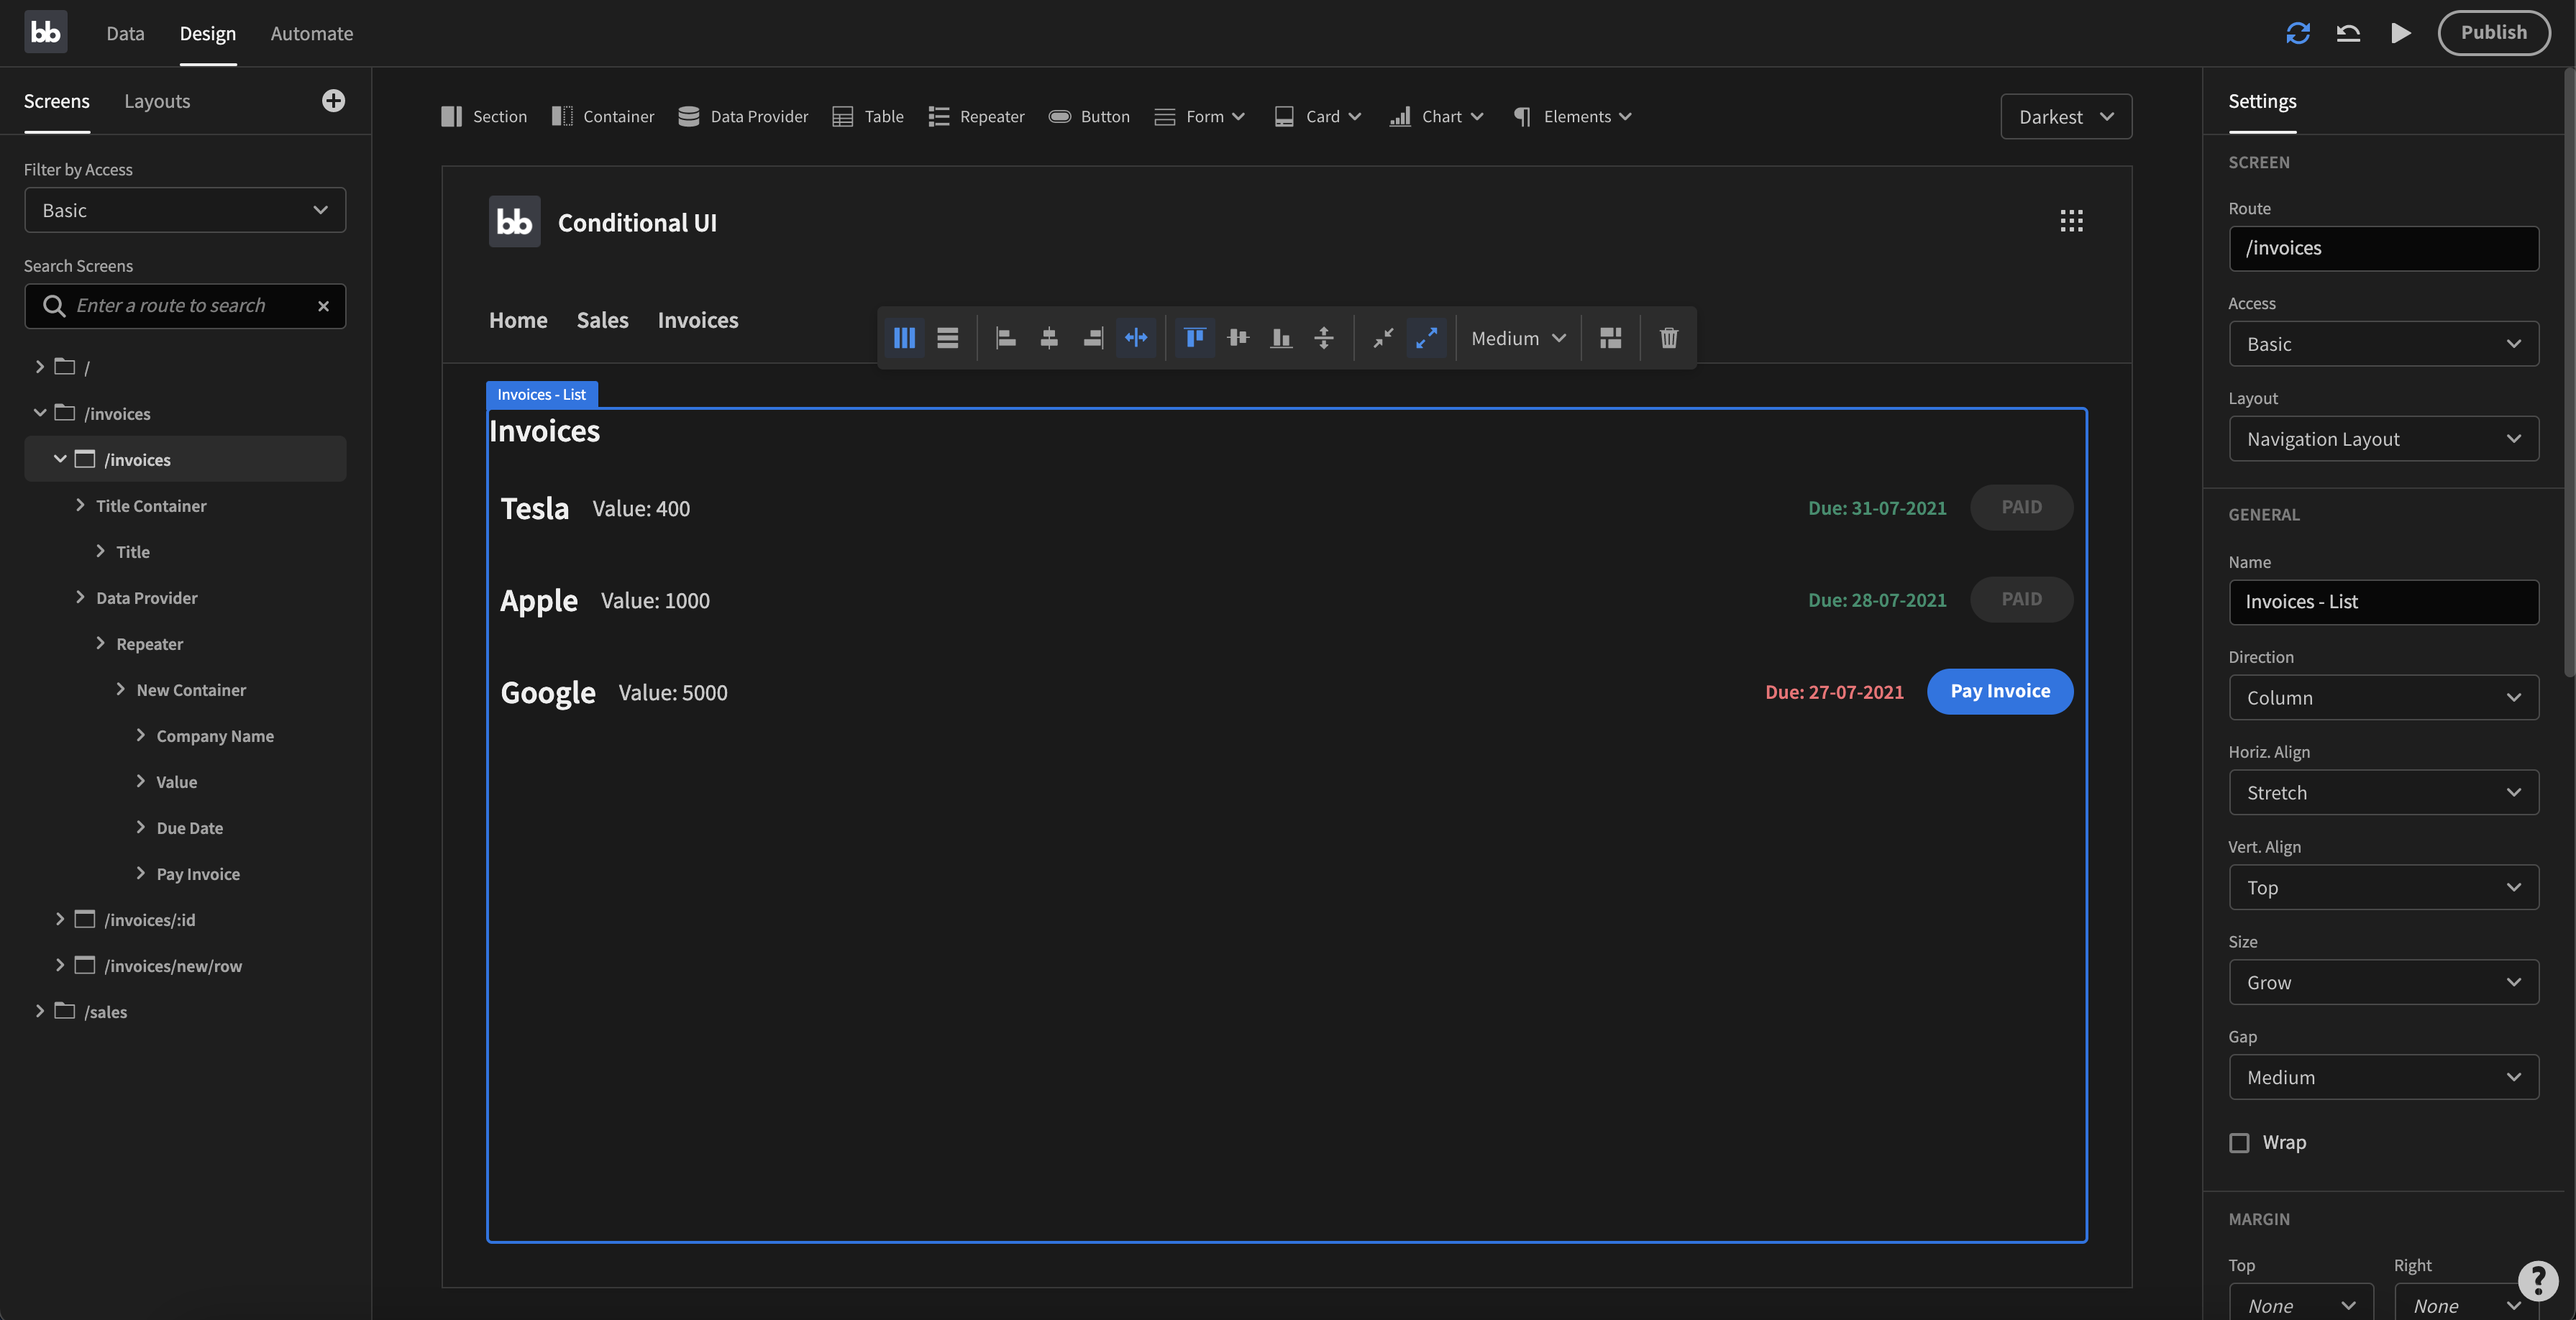 bb Data Design Automate Publish
Screens Layouts
Filter by Access
Basic
Search Screens
Enter a route to search
/
/invoices
/invoices
Title Container
Title
Data Provider
Repeater
New Container
Company Name
Value
Due Date
Pay Invoice
/invoices/:id
/invoices/new/row
/sales
Section Container Data Provider Table Repeater Button Form Card Chart Elements Darkest
bb Conditional UI
Home Sales Invoices
Medium
Invoices - List
Invoices
Tesla Value: 400 Due: 31-07-2021 PAID
Apple Value: 1000 Due: 28-07-2021 PAID
Google Value: 5000 Due: 27-07-2021 Pay Invoice
Settings
SCREEN
Route
/invoices
Access
Basic
Layout
Navigation Layout
GENERAL
Name
Invoices - List
Direction
Column
Horiz. Align
Stretch
Vert. Align
Top
Size
Grow
Gap
Medium
Wrap
MARGIN
Top Right
None None
?